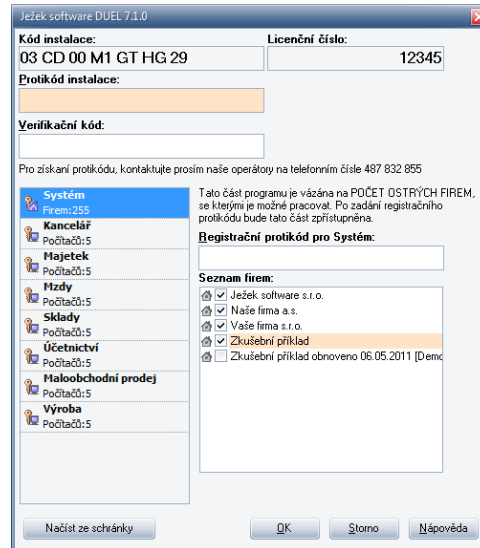 Ježek software DUEL 7.1.0
Kód instalace:
Licenční číslo:
03 CD 00 M1 GT HG 29
12345
Protikód instalace:
Verifikační kód:
Pro získaní protikódu, kontaktujte prosím naše operátory na telefonním čísle 487 832 855
Systém
Firem:255
Kancelář
Počítačů:5
Majetek
Počítačů:5
Mzdy
Počítačů:5
Sklady
Počítačů:5
Účetnictví
Počítačů:5
Maloobchodní prodej
Počítačů:5
Výroba
Počítačů:5
Tato část programu je vázána na POČET OSTRÝCH FIREM,
se kterými je možné pracovat. Po zadání registračního
protikódu bude tato část zpřístupněna.
Registrační protikód pro Systém:
Seznam firem:
Ježek software s.r.o.
Naše firma a.s.
Vaše firma s.r.o.
Zkušební příklad
Zkušební příklad obnoveno 06.05.2011 [Demo
Načíst ze schránky
OK
Storno
Nápověda